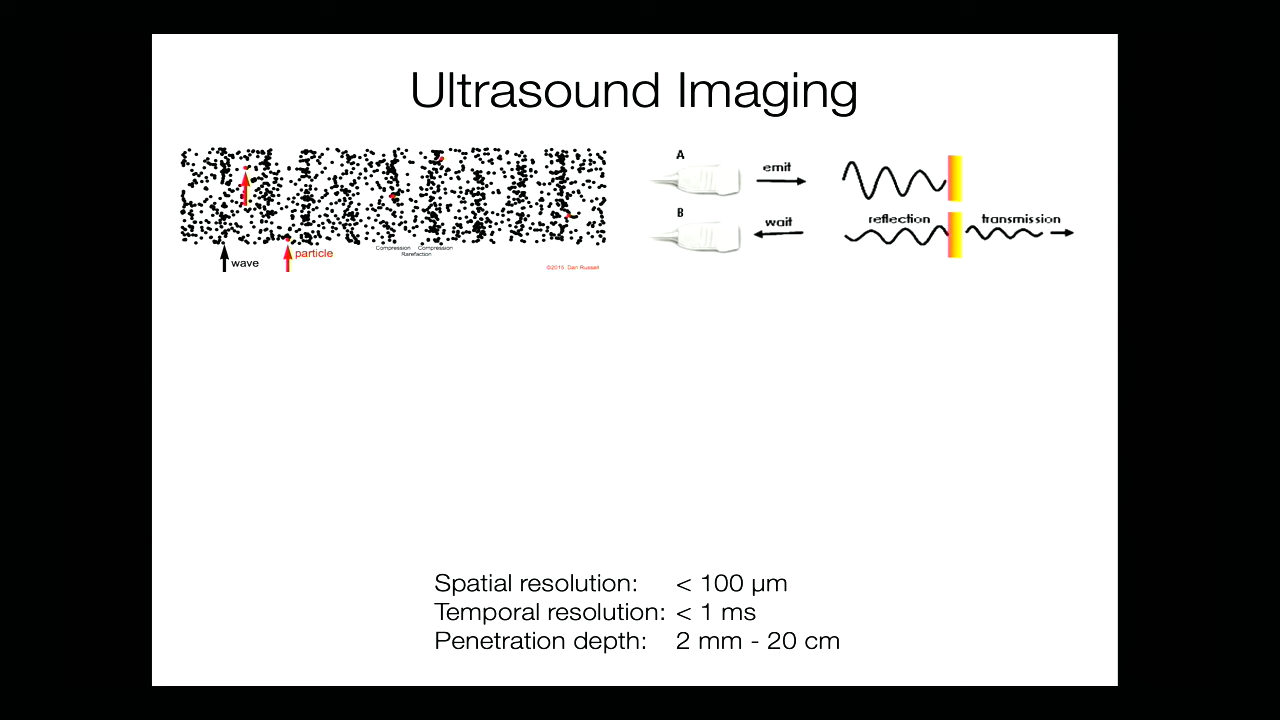 Ultrasound Imaging
wave
particle
Compression Compression
Rarefaction
©2015 Dan Russell
A
emit
B
wait
reflection
transmission
Spatial resolution: < 100 μm
Temporal resolution: < 1 ms
Penetration depth: 2 mm - 20 cm